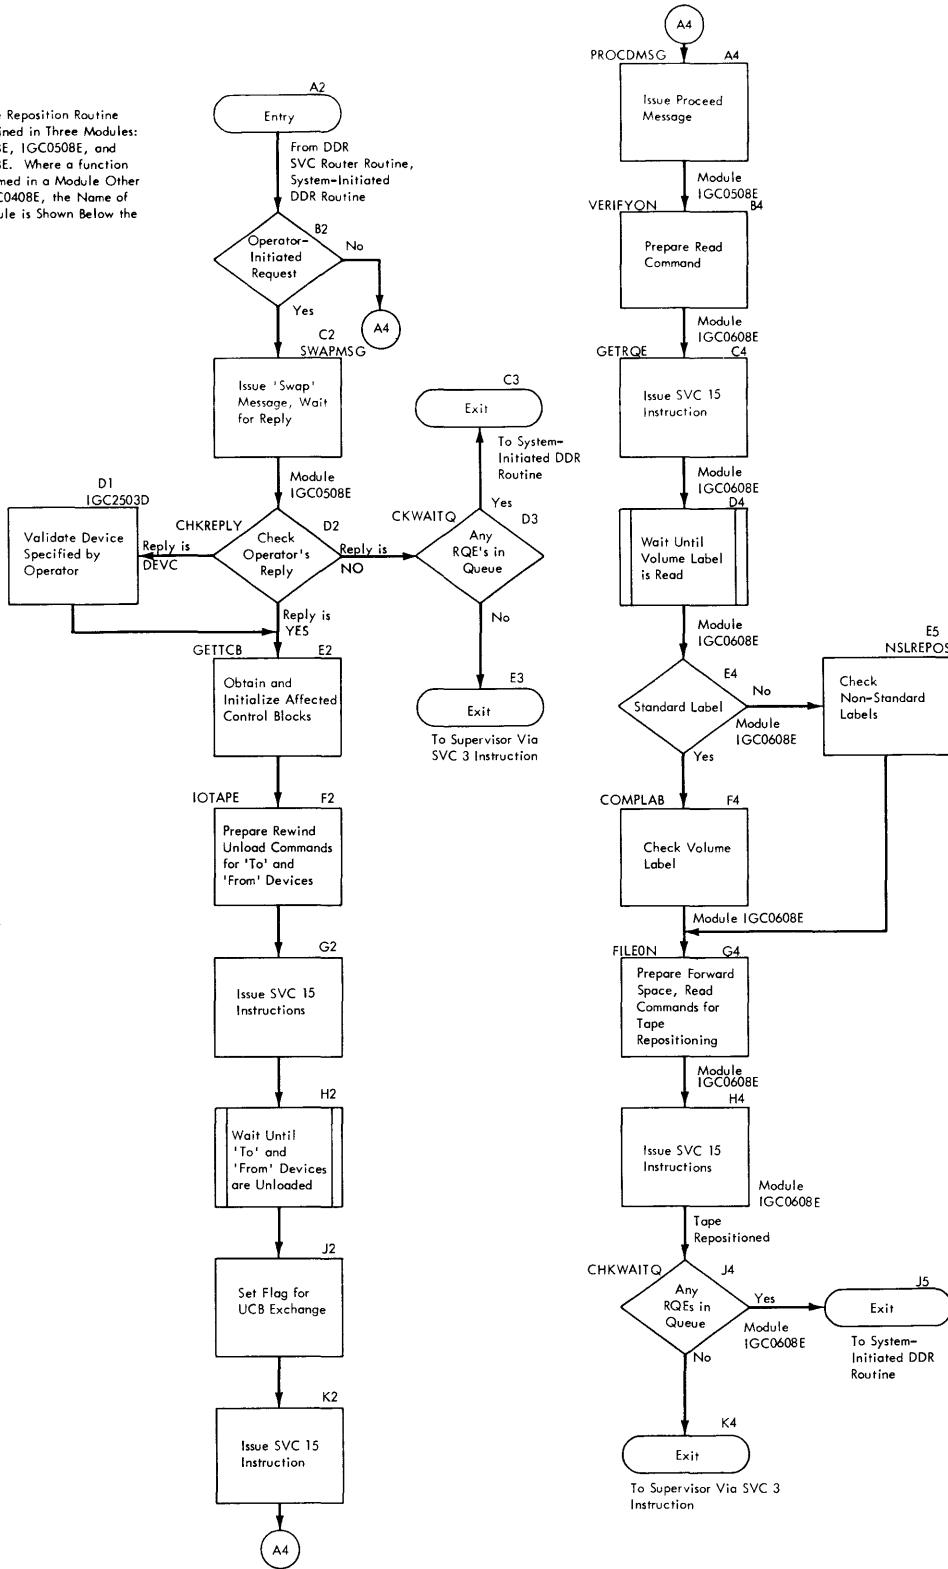 e Reposition Routine
ined in Three Modules:
8E, IGC0508E, and
8E. Where a function
med in a Module Other
C0408E, the Name of
ule is Shown Below the
A2
Entry
From DDR
SVC Router Routine,
System-Initiated
DDR Routine
B2
Operator-
Initiated
Request
No
A4
Yes
C2
SWAPMSG
Issue 'Swap'
Message, Wait
for Reply
Module
IGC0508E
D1
IGC2503D
Validate Device
Specified by
Operator
Reply is
DEVC
CHKREPLY
D2
Check
Operator's
Reply
Reply is
NO
CKWAITQ
D3
Any
RQE's in
Queue
Yes
To System-
Initiated DDR
Routine
C3
Exit
No
E3
Exit
To Supervisor Via
SVC 3 Instruction
Reply is
YES
GETTCB
E2
Obtain and
Initialize Affected
Control Blocks
IOTAPE
F2
Prepare Rewind
Unload Commands
for 'To' and
'From' Devices
G2
Issue SVC 15
Instructions
H2
Wait Until
'To' and
'From' Devices
are Unloaded
J2
Set Flag for
UCB Exchange
K2
Issue SVC 15
Instruction
A4
A4
PROCDMSG
A4
Issue Proceed
Message
Module
IGC0508E
VERIFYON
B4
Prepare Read
Command
Module
IGC0608E
GETRQE
C4
Issue SVC 15
Instruction
Module
IGC0608E
D4
Wait Until
Volume Label
is Read
Module
IGC0608E
E4
Standard Label
No
Module
IGC0608E
E5
NSLREPOS
Check
Non-Standard
Labels
Yes
COMPLAB
F4
Check Volume
Label
Module IGC0608E
FILE0N
G4
Prepare Forward
Space, Read
Commands for
Tape
Repositioning
Module
IGC0608E
H4
Issue SVC 15
Instructions
Module
IGC0608E
Tape
Repositioned
CHKWAITQ
J4
Any
RQEs in
Queue
Yes
Module
IGC0608E
J5
Exit
To System-
Initiated DDR
Routine
No
K4
Exit
To Supervisor Via SVC 3
Instruction